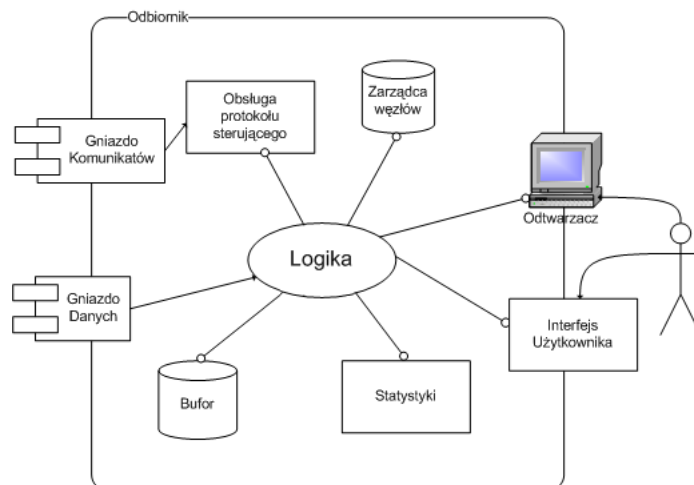 Odbiornik
Zarządca
węzłów
Obsługa
protokołu
sterującego
Gniazdo
Komunikatów
Odtwarzacz
Logika
Gniazdo
Danych
Interfejs
Użytkownika
Bufor
Statystyki